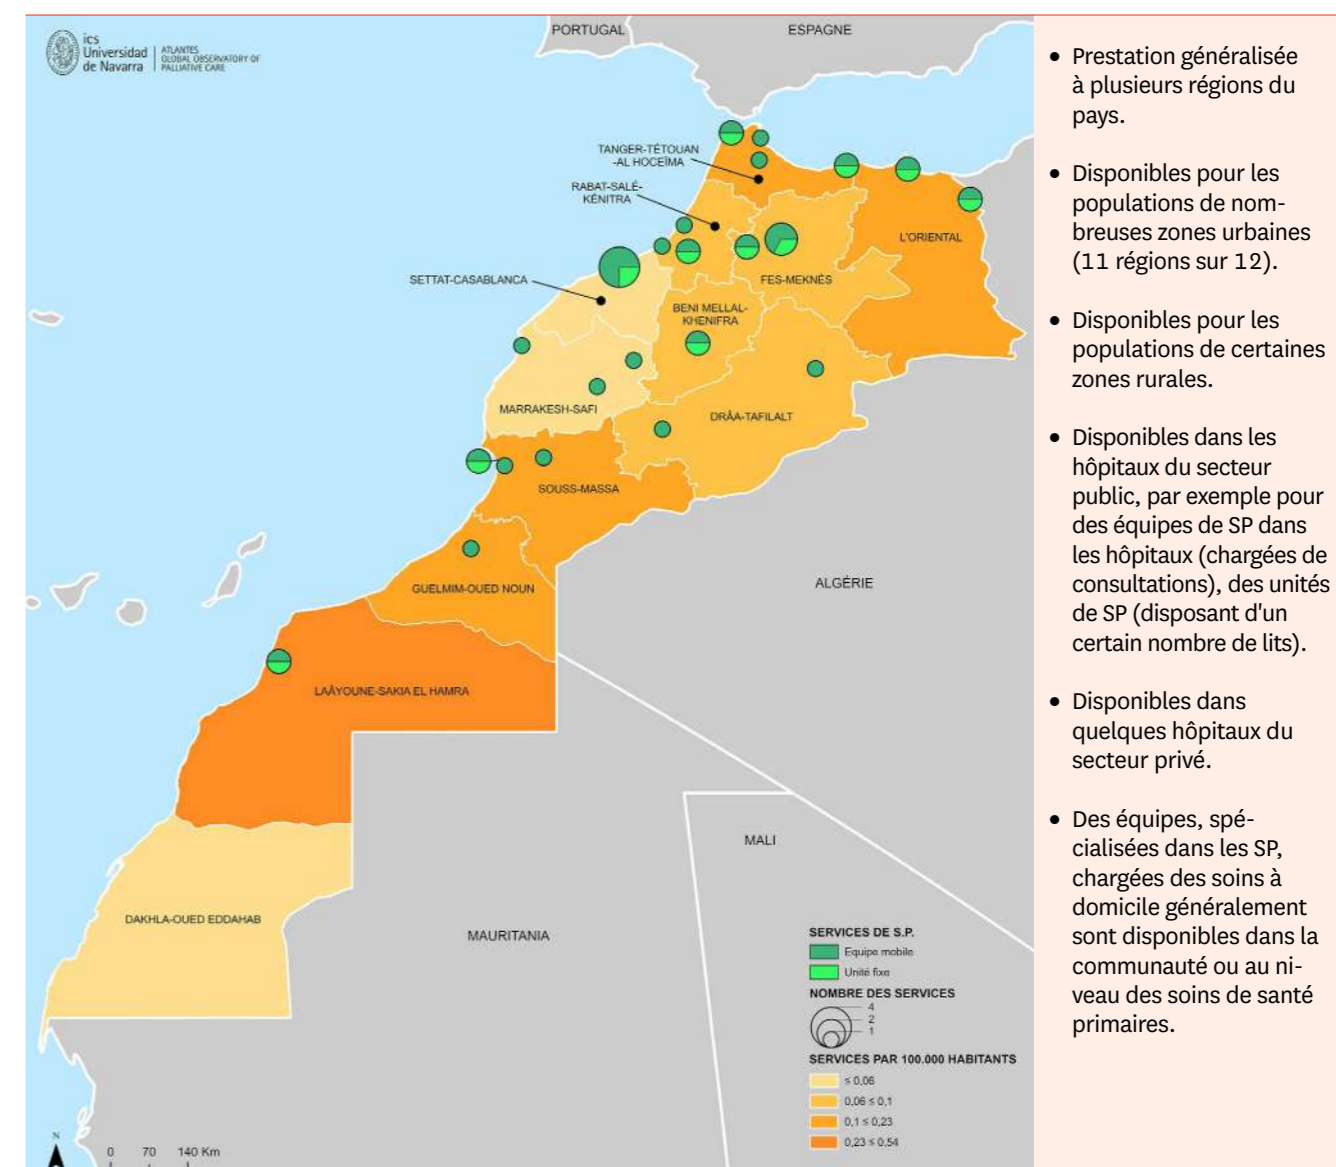 ics
Universidad
de Navarra
ATLANTES
GLOBAL OBSERVATORY OF
PALLIATIVE CARE
PORTUGAL
ESPAGNE
TANGER-TÉTOUAN
-AL HOCEÏMA
RABAT-SALÉ-
KÉNITRA
L'ORIENTAL
SETTAT-CASABLANCA
FES-MEKNÈS
BENI MELLAL-
KHENIFRA
MARRAKESH-SAFI
DRÂA-TAFILALT
SOUSS-MASSA
GUELMIM-OUED NOUN
ALGÉRIE
LAÂYOUNE-SAKIA EL HAMRA
MALI
DAKHLA-OUED EDDAHAB
MAURITANIA
SERVICES DE S.P.
Equipe mobile
Unité fixe
NOMBRE DES SERVICES
4
2
1
SERVICES PAR 100.000 HABITANTS
≤ 0,06
0,06 ≤ 0,1
0,1 ≤ 0,23
0,23 ≤ 0,54
N
0 70 140 Km
• Prestation généralisée
à plusieurs régions du
pays.
• Disponibles pour les
populations de nom-
breuses zones urbaines
(11 régions sur 12).
• Disponibles pour les
populations de certaines
zones rurales.
• Disponibles dans les
hôpitaux du secteur
public, par exemple pour
des équipes de SP dans
les hôpitaux (chargées de
consultations), des unités
de SP (disposant d'un
certain nombre de lits).
• Disponibles dans
quelques hôpitaux du
secteur privé.
• Des équipes, spé-
cialisées dans les SP,
chargées des soins à
domicile généralement
sont disponibles dans la
communauté ou au ni-
veau des soins de santé
primaires.